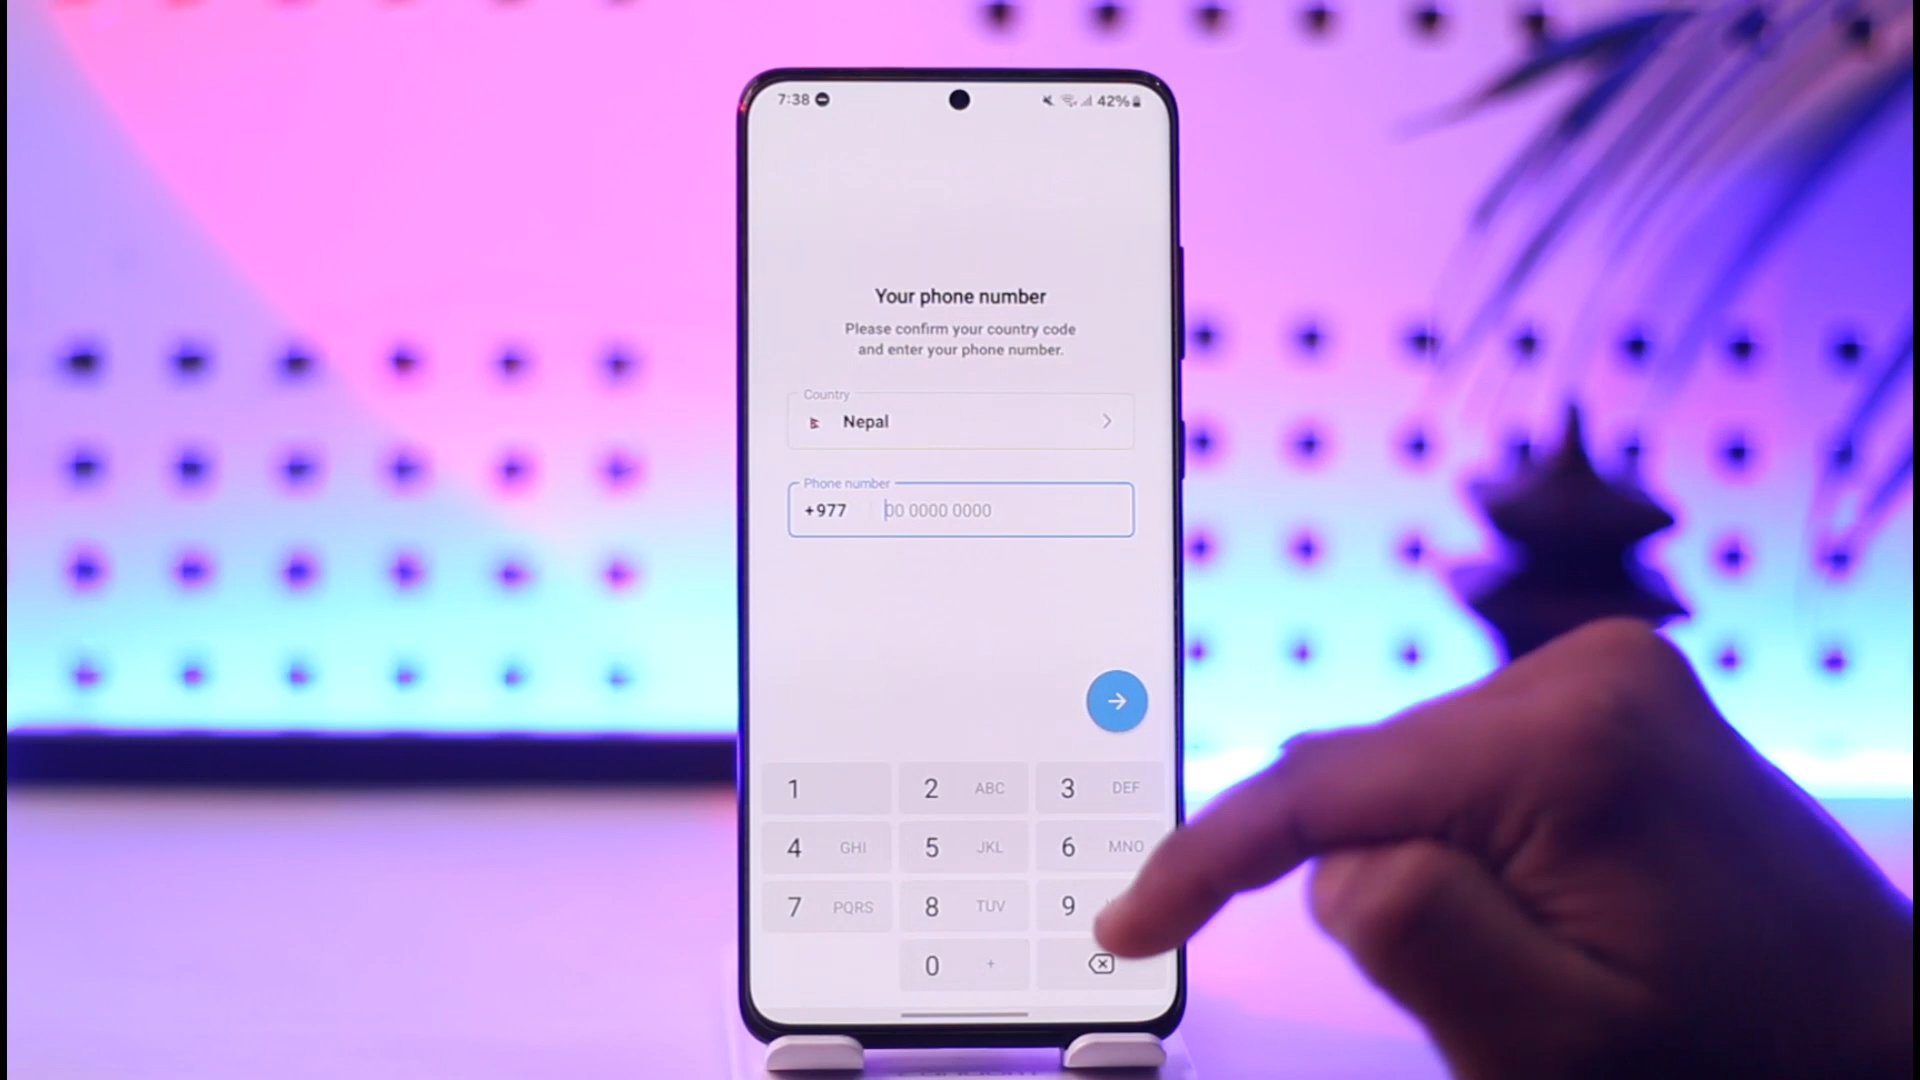 7:38 42%
Your phone number
Please confirm your country code
and enter your phone number.
Country
Nepal
Phone number
+977 00 0000 0000
1 2 ABC 3 DEF
4 GHI 5 JKL 6 MNO
7 PQRS 8 TUV 9
0 +